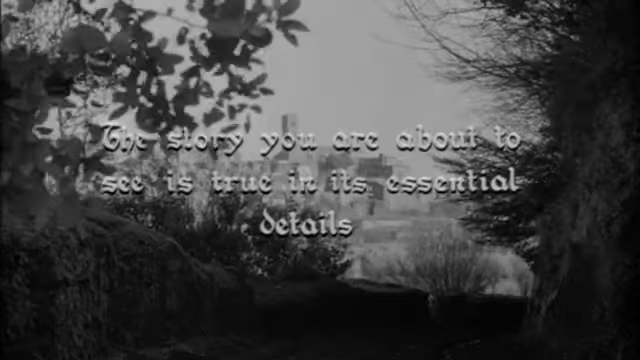 The story you are about to
see is true in its essential
details